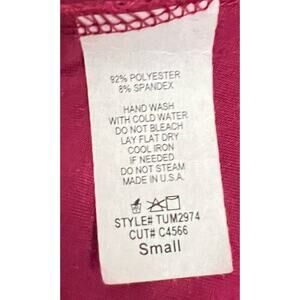 92% POLYESTER
8% SPANDEX
HAND WASH
WITH COLD WATER
DO NOT BLEACH
LAY FLAT DRY
COOL IRON
IF NEEDED
DO NOT STEAM
MADE IN U.S.A.
STYLE# TUM2974
CUT# C4566
Small